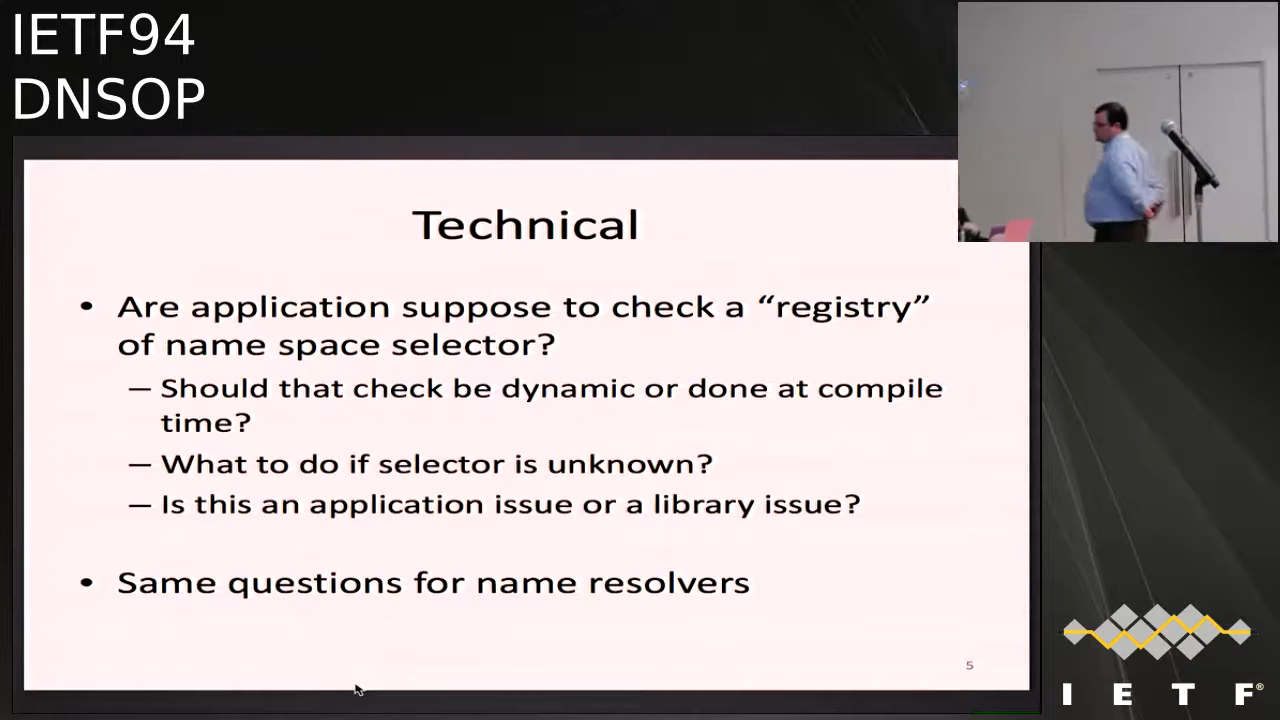 IETF94
DNSOP
Technical
• Are application suppose to check a “registry”
of name space selector?
– Should that check be dynamic or done at compile
time?
– What to do if selector is unknown?
– Is this an application issue or a library issue?
• Same questions for name resolvers
5
I E T F®